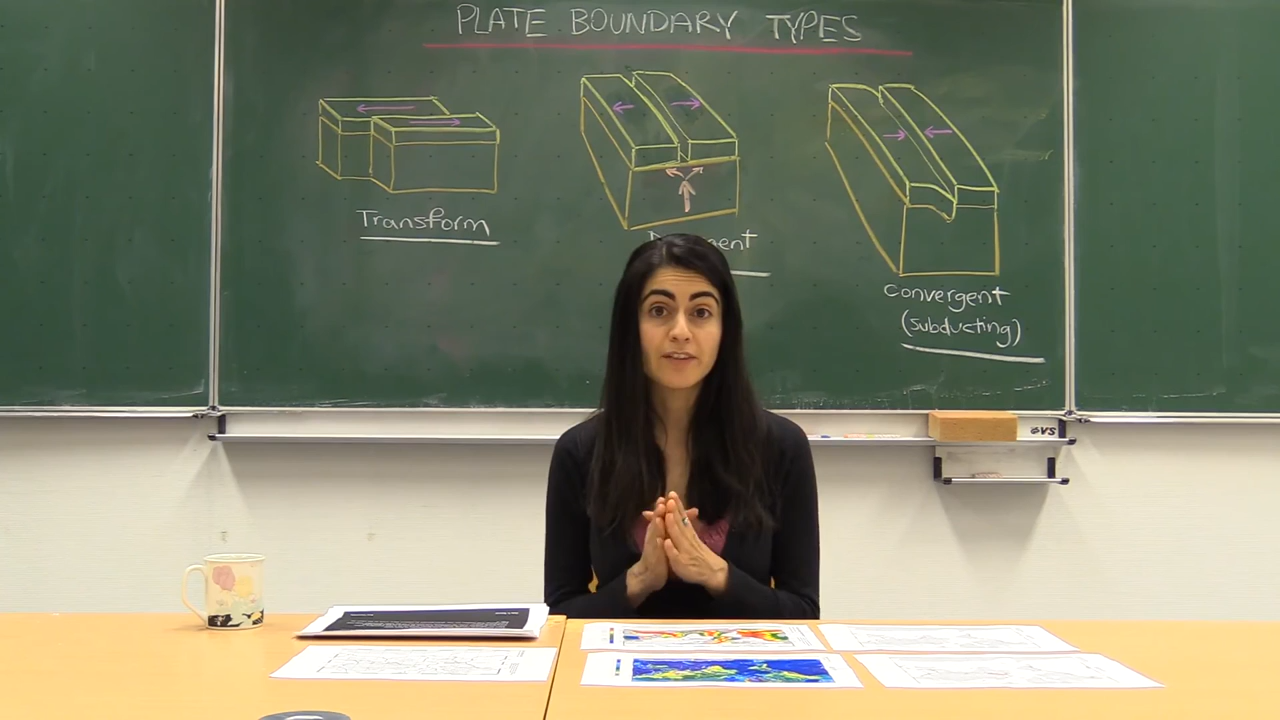 PLATE BOUNDARY TYPES
Transform
convergent
(subducting)